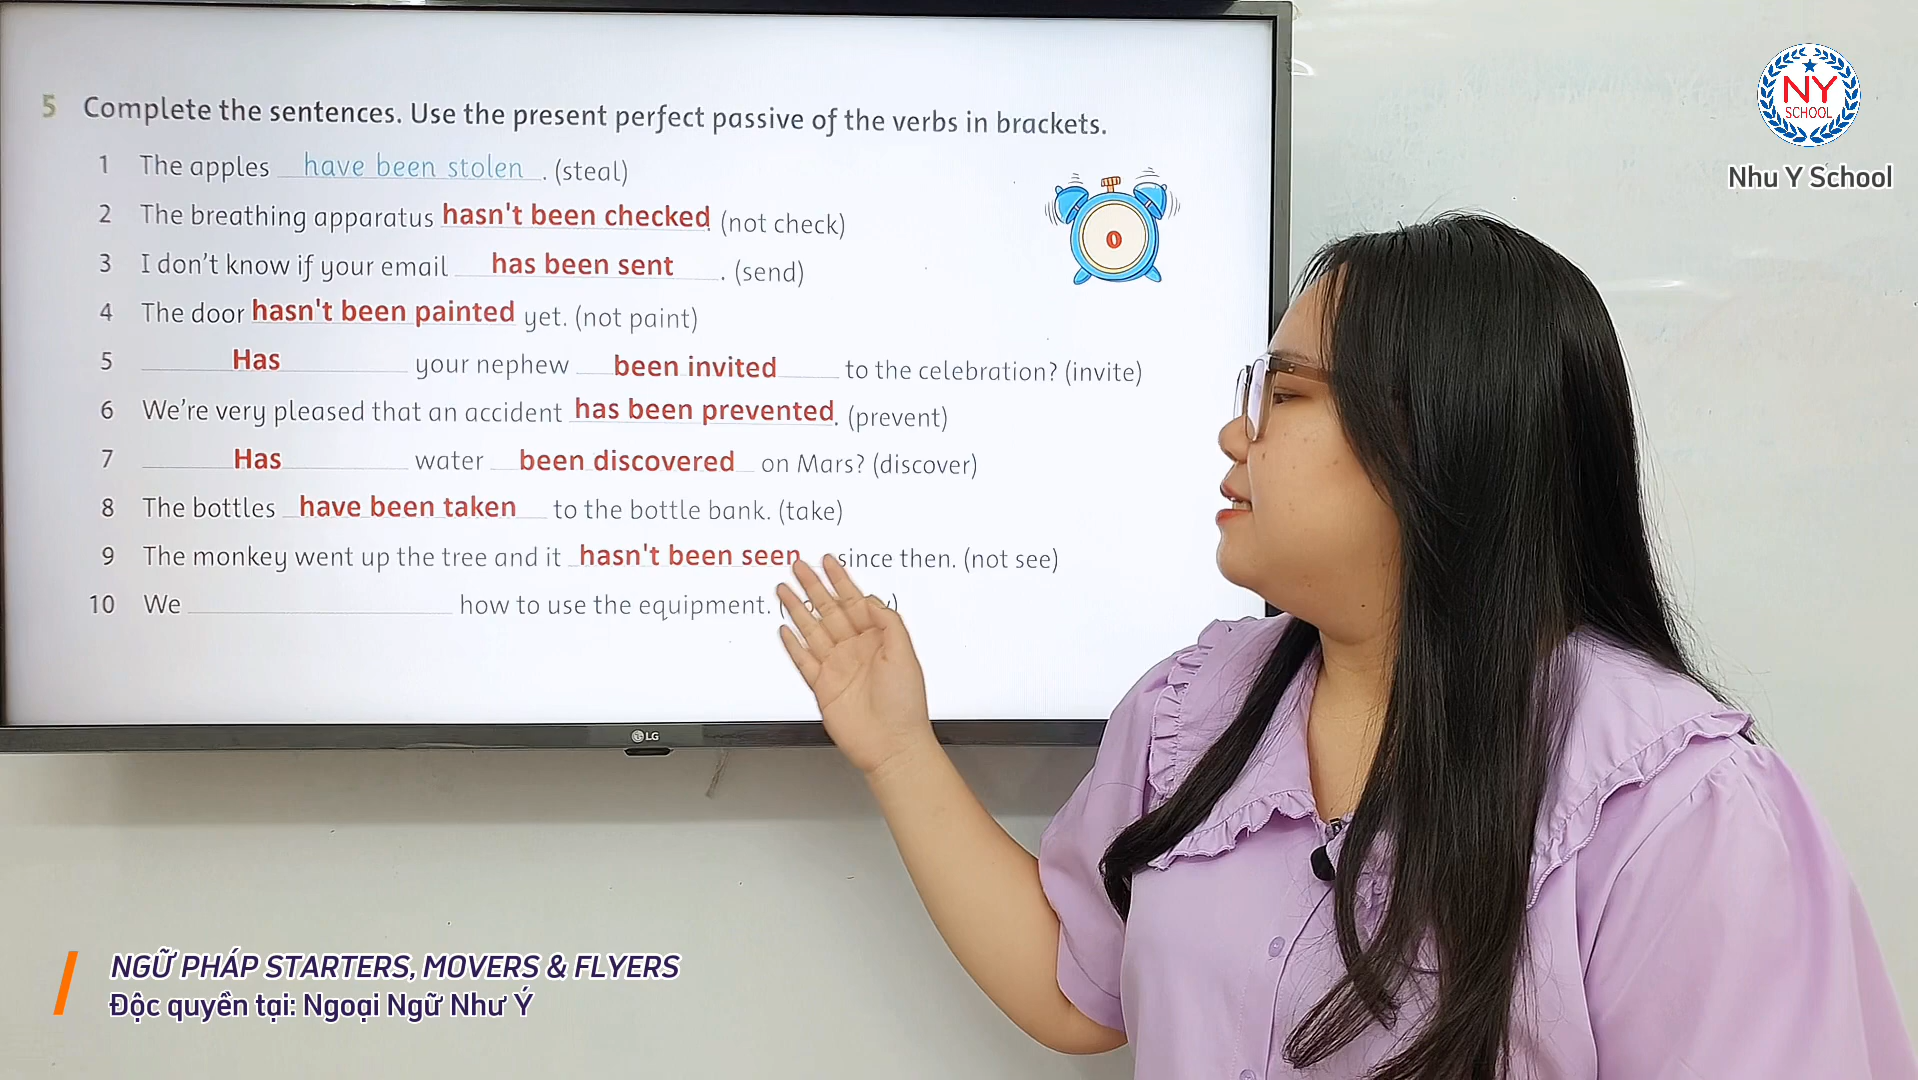 5 Complete the sentences. Use the present perfect passive of the verbs in brackets.
1 The apples have been stolen . (steal)
2 The breathing apparatus hasn't been checked. (not check)
3 I don't know if your email has been sent . (send)
4 The door hasn't been painted yet. (not paint)
5 Has your nephew been invited to the celebration? (invite)
6 We're very pleased that an accident has been prevented. (prevent)
7 Has water been discovered on Mars? (discover)
8 The bottles have been taken to the bottle bank. (take)
9 The monkey went up the tree and it hasn't been seen since then. (not see)
10 We how to use the equipment.
0
LG
NY
SCHOOL
Nhu Y School
NGỮ PHÁP STARTERS, MOVERS & FLYERS
Độc quyền tại: Ngoại Ngữ Như Ý